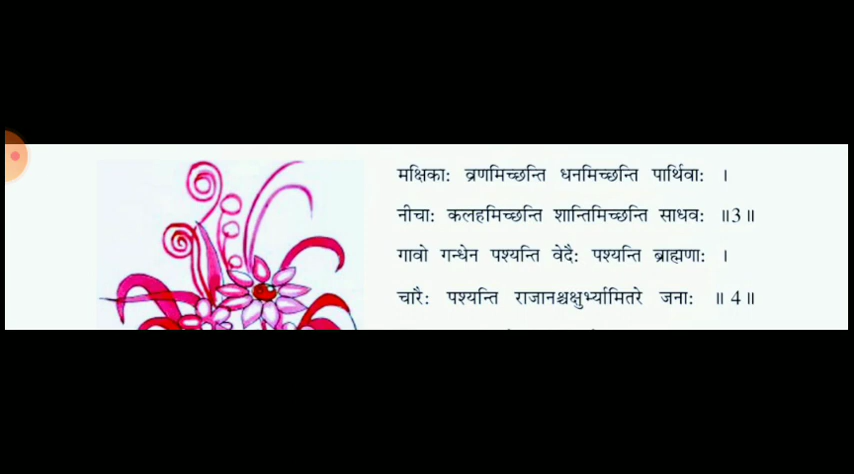 मक्षिकाः व्रणमिच्छन्ति धनमिच्छन्ति पार्थिवाः ।
नीचाः कलहमिच्छन्ति शान्तिमिच्छन्ति साधवः ॥3॥
गावो गन्धेन पश्यन्ति वेदैः पश्यन्ति ब्राह्मणाः ।
चारैः पश्यन्ति राजानश्चक्षुर्भ्यामितरे जनाः ॥ 4॥